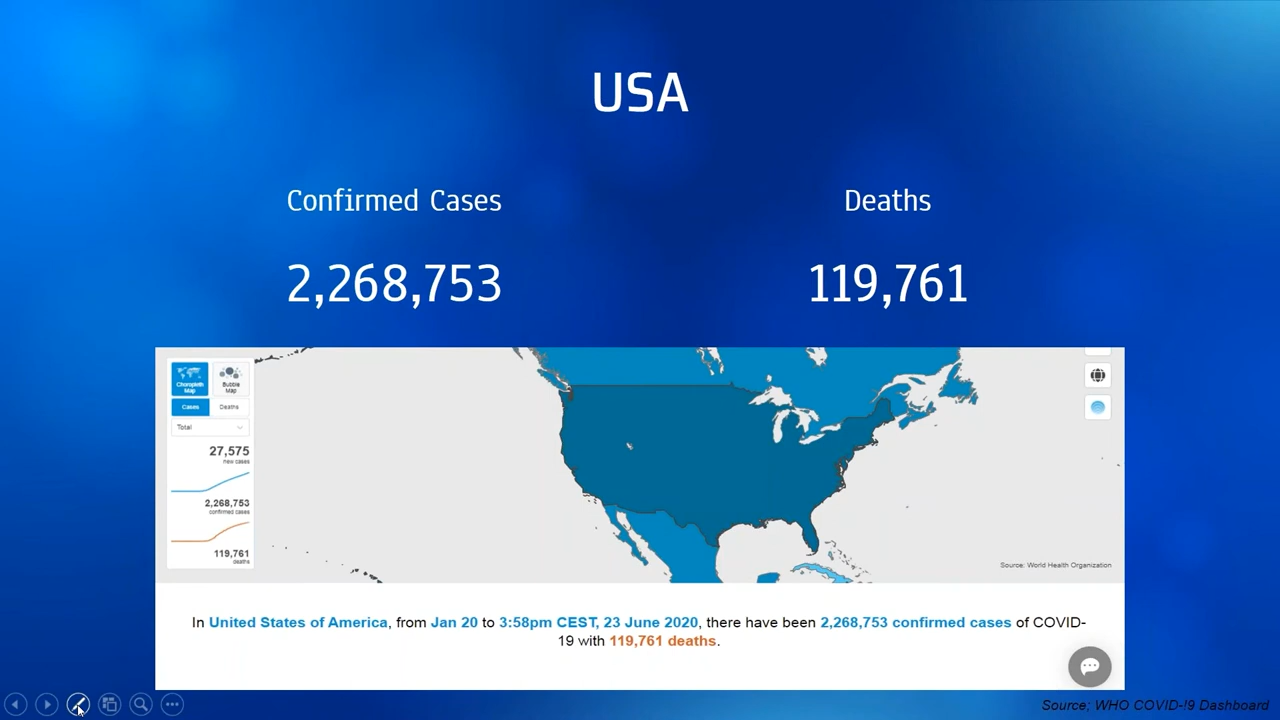 USA
Confirmed Cases
Deaths
2,268,753
119,761
Choropleth
Map
Bubble
Map
Cases
Deaths
Total
27,575
new cases
2,268,753
confirmed cases
119,761
deaths
Source: World Health Organization
In United States of America, from Jan 20 to 3:58pm CEST, 23 June 2020, there have been 2,268,753 confirmed cases of COVID-
19 with 119,761 deaths.
Source; WHO COVID-!9 Dashboard